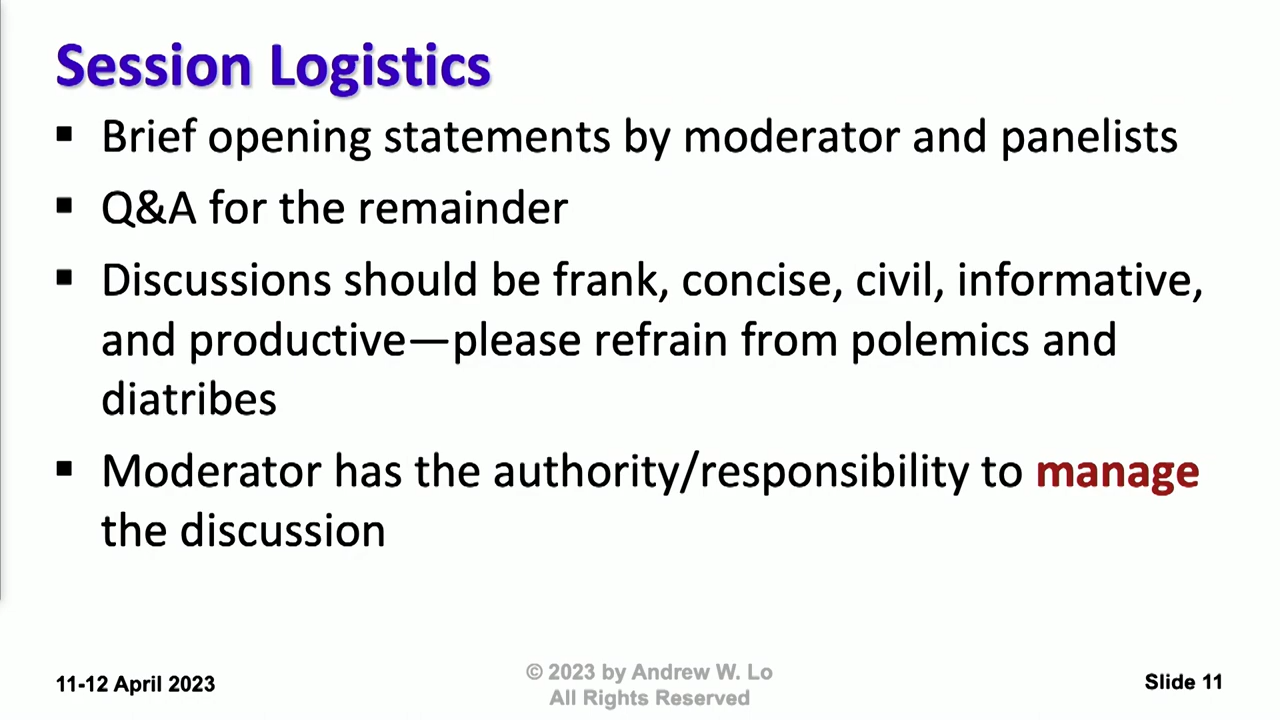 Session Logistics
▪ Brief opening statements by moderator and panelists
▪ Q&A for the remainder
▪ Discussions should be frank, concise, civil, informative,
and productive—please refrain from polemics and
diatribes
▪ Moderator has the authority/responsibility to manage
the discussion
11-12 April 2023
© 2023 by Andrew W. Lo
All Rights Reserved
Slide 11